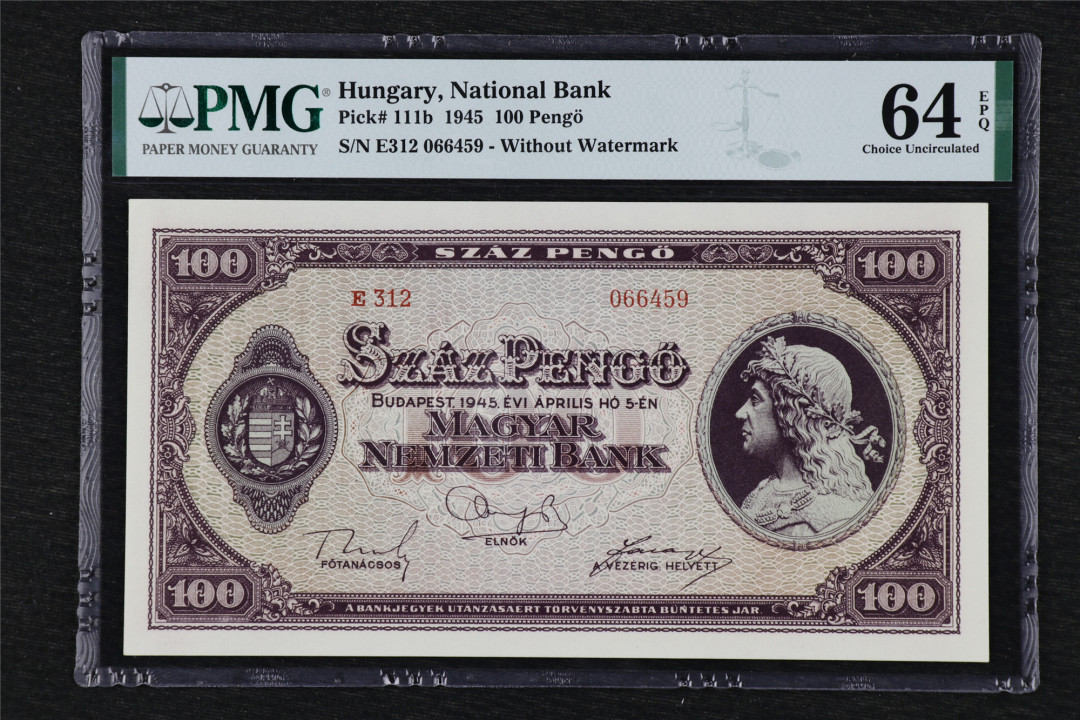 PMG®
PAPER MONEY GUARANTY
Hungary, National Bank
Pick# 111b 1945 100 Pengö
S/N E312 066459 - Without Watermark
64
EPQ
Choice Uncirculated
100
SZÁZ PENGŐ
100
E 312
066459
SZÁZ PENGŐ
BUDAPEST, 1945. ÉVI ÁPRILIS HÓ 5-ÉN
MAGYAR
NEMZETI BANK
ELNÖK
FŐTANÁCSOS
A VEZÉRIG. HELYETT
100
A BANKJEGYEK UTÁNZÁSÁÉRT TÖRVÉNYSZABTA BÜNTETÉS JÁR.
100